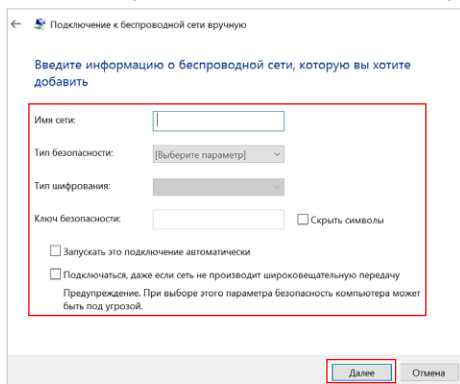 Подключение к беспроводной сети вручную
Введите информацию о беспроводной сети, которую вы хотите
добавить
Имя сети:
Тип безопасности: [Выберите параметр]
Тип шифрования:
Ключ безопасности: Скрыть символы
Запускать это подключение автоматически
Подключаться, даже если сеть не производит широковещательную передачу
Предупреждение. При выборе этого параметра безопасность компьютера может
быть под угрозой.
Далее Отмена